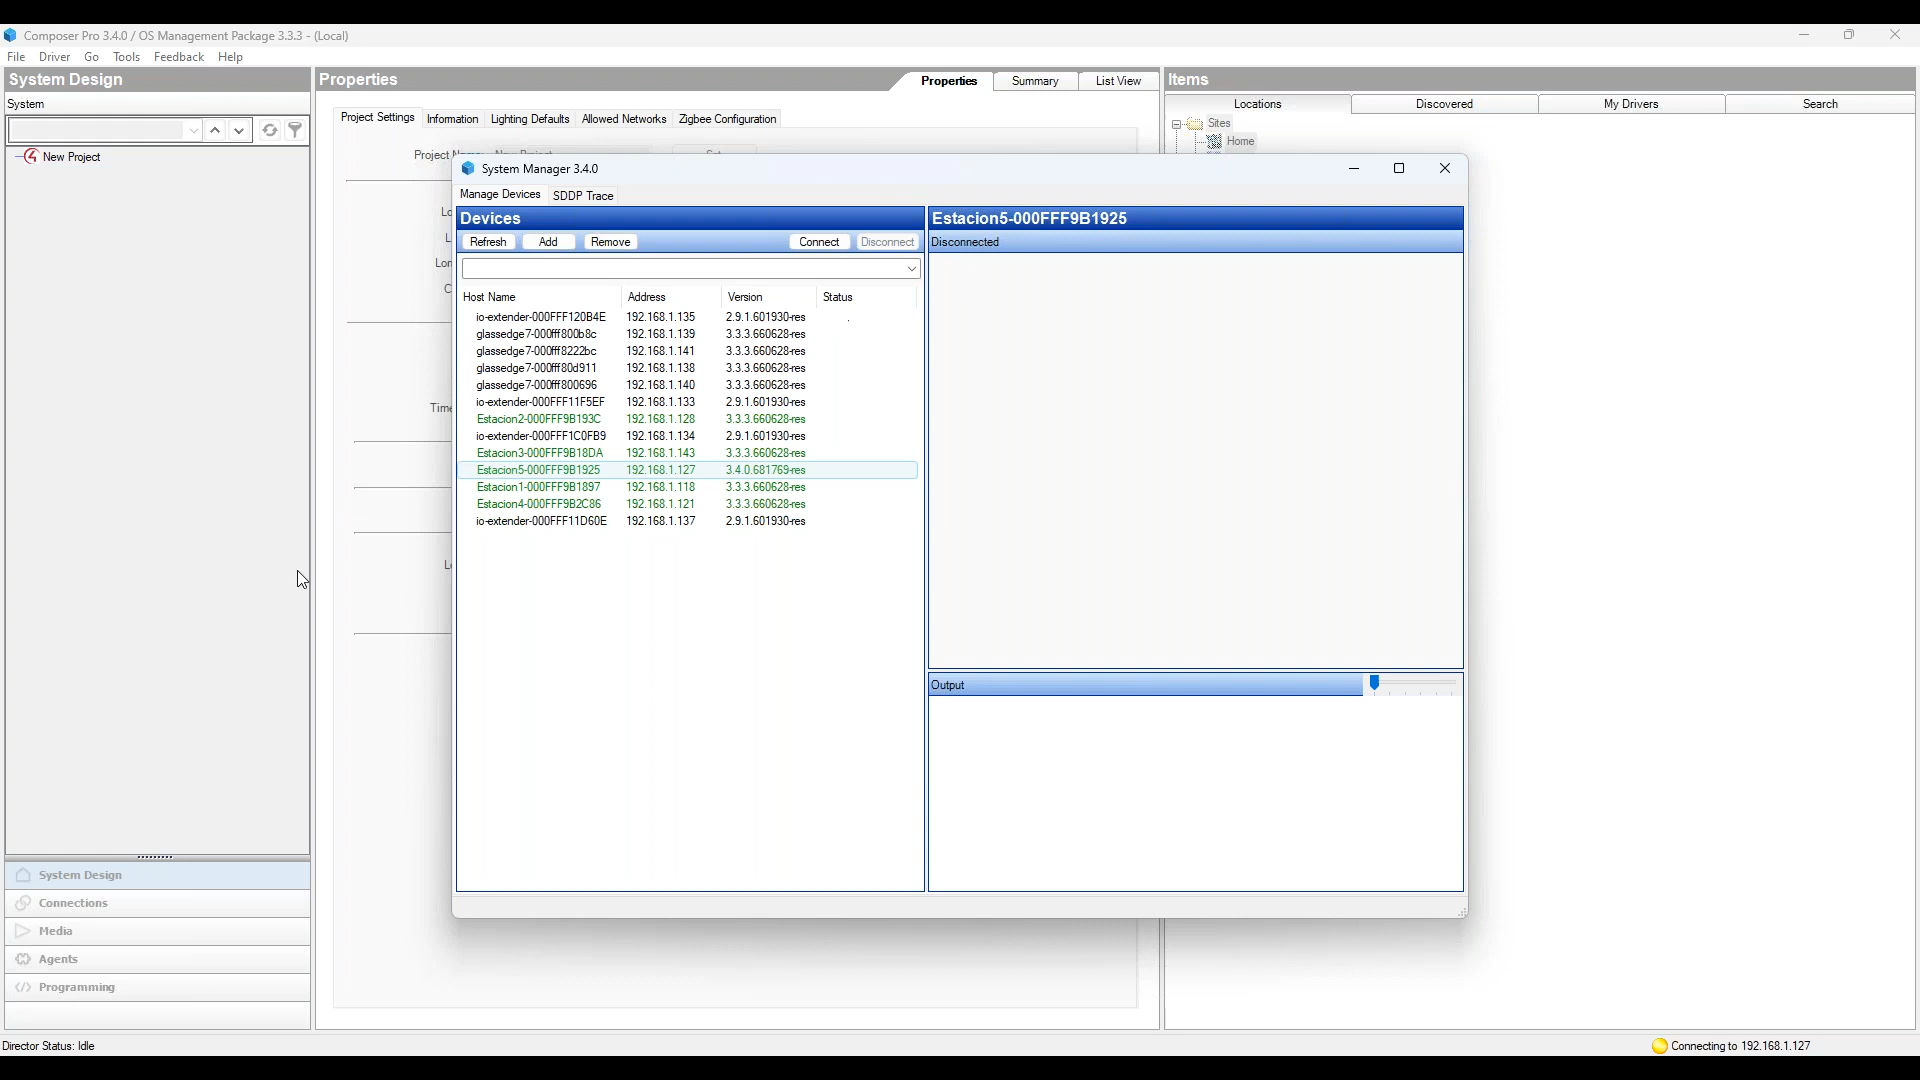 Composer Pro 3.4.0 / OS Management Package 3.3.3 - (Local)
File Driver Go Tools Feedback Help
System Design
Properties
Properties Summary List View
Items
System
Locations Discovered My Drivers Search
Project Settings Information Lighting Defaults Allowed Networks Zigbee Configuration
Sites
Home
New Project
System Manager 3.4.0
Manage Devices SDDP Trace
Devices
Estacion5-000FFF9B1925
Refresh Add Remove Connect Disconnect
Disconnected
Host Name Address Version Status
io-extender-000FFF120B4E 192.168.1.135 2.9.1.601930-res
glassedge7-000fff800b8c 192.168.1.139 3.3.3.660628-res
glassedge7-000fff8222bc 192.168.1.141 3.3.3.660628-res
glassedge7-000fff80d911 192.168.1.138 3.3.3.660628-res
glassedge7-000fff800696 192.168.1.140 3.3.3.660628-res
io-extender-000FFF11F5EF 192.168.1.133 2.9.1.601930-res
Estacion2-000FFF9B193C 192.168.1.128 3.3.3.660628-res
io-extender-000FFF1C0FB9 192.168.1.134 2.9.1.601930-res
Estacion3-000FFF9B18DA 192.168.1.143 3.3.3.660628-res
Estacion5-000FFF9B1925 192.168.1.127 3.4.0.681769-res
Estacion1-000FFF9B1897 192.168.1.118 3.3.3.660628-res
Estacion4-000FFF9B2C86 192.168.1.121 3.3.3.660628-res
io-extender-000FFF11D60E 192.168.1.137 2.9.1.601930-res
Output
System Design
Connections
Media
Agents
Programming
Director Status: Idle
Connecting to 192.168.1.127